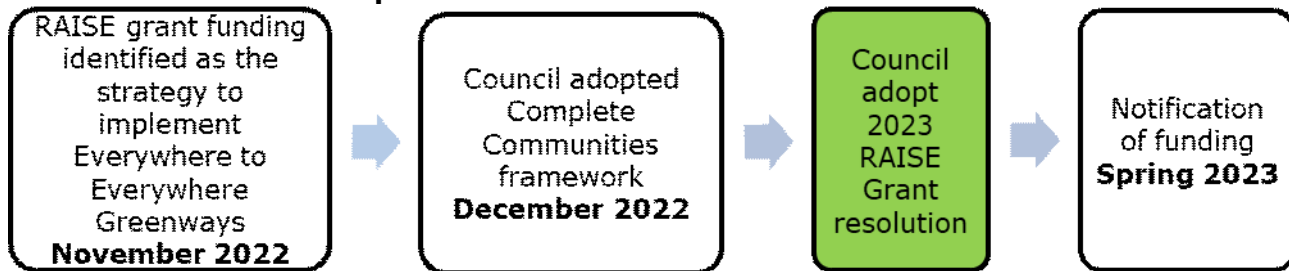 RAISE grant funding
identified as the
strategy to
implement
Everywhere to
Everywhere
Greenways
November 2022
Council adopted
Complete
Communities
framework
December 2022
Council
adopt
2023
RAISE
Grant
resolution
Notification
of funding
Spring 2023